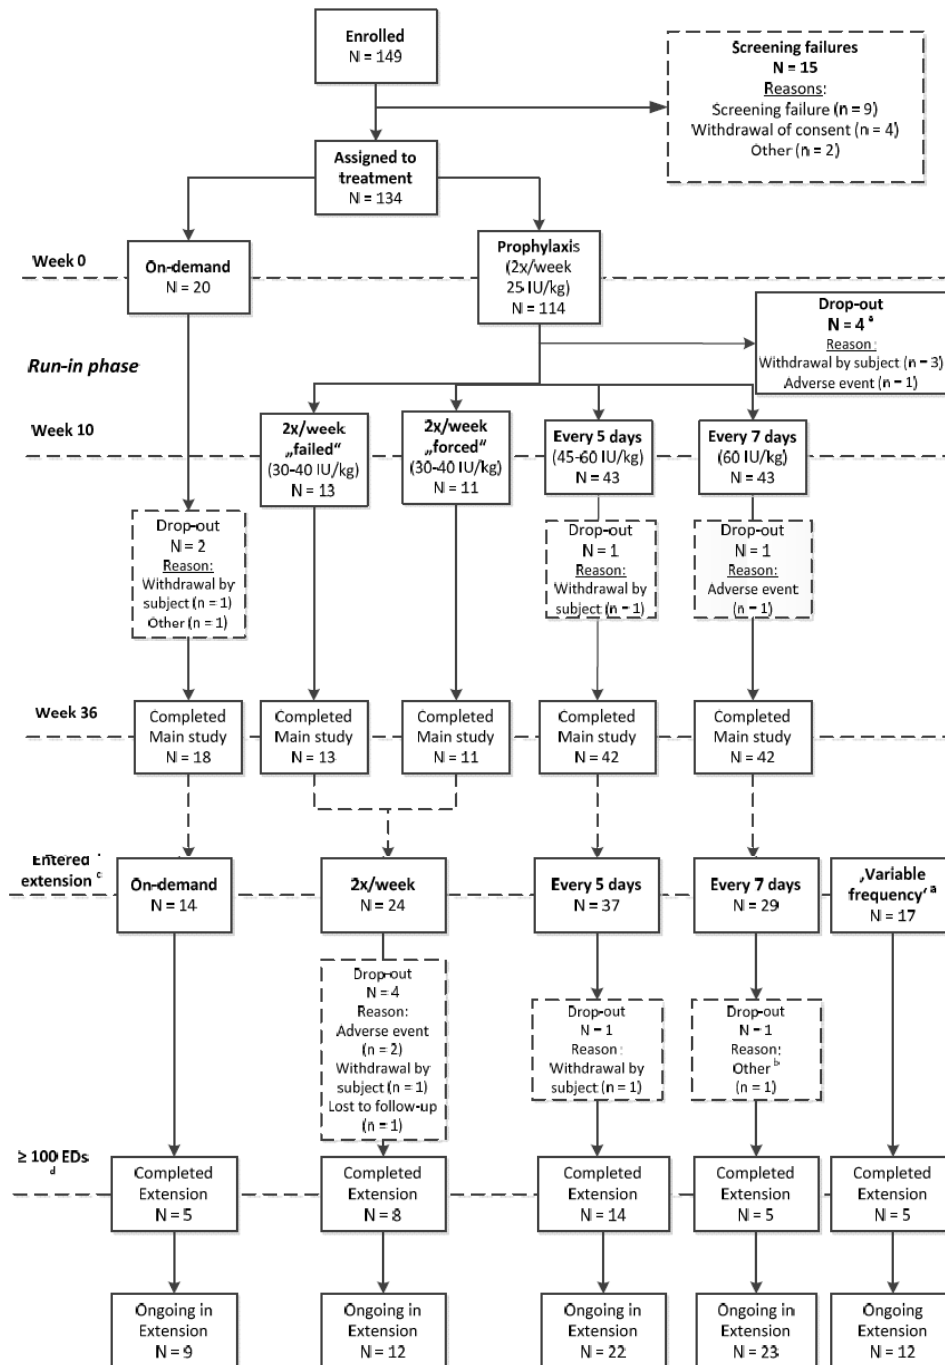 Enrolled
N = 149
Screening failures
N = 15
Reasons:
Screening failure (n = 9)
Withdrawal of consent (n = 4)
Other (n = 2)
Assigned to
treatment
N = 134
Week 0
On-demand
N = 20
Prophylaxis
(2x/week
25 IU/kg)
N = 114
Drop-out
N = 4 a
Reason:
Withdrawal by subject (n = 3)
Adverse event (n = 1)
Run-in phase
Week 10
2x/week
„failed“
(30-40 IU/kg)
N = 13
2x/week
„forced“
(30-40 IU/kg)
N = 11
Every 5 days
(45-60 IU/kg)
N = 43
Every 7 days
(60 IU/kg)
N = 43
Drop-out
N = 2
Reason:
Withdrawal by
subject (n = 1)
Other (n = 1)
Drop-out
N = 1
Reason:
Withdrawal by
subject (n = 1)
Drop-out
N = 1
Reason:
Adverse event
(n = 1)
Week 36
Completed
Main study
N = 18
Completed
Main study
N = 13
Completed
Main study
N = 11
Completed
Main study
N = 42
Completed
Main study
N = 42
Entered
extension c
On-demand
N = 14
2x/week
N = 24
Every 5 days
N = 37
Every 7 days
N = 29
„Variable
frequency‘ a
N = 17
Drop-out
N = 4
Reason:
Adverse event
(n = 2)
Withdrawal by
subject (n = 1)
Lost to follow-up
(n = 1)
Drop-out
N = 1
Reason:
Withdrawal by
subject (n = 1)
Drop-out
N = 1
Reason:
Other b
(n = 1)
≥ 100 EDs
d
Completed
Extension
N = 5
Completed
Extension
N = 8
Completed
Extension
N = 14
Completed
Extension
N = 5
Completed
Extension
N = 5
Ongoing in
Extension
N = 9
Ongoing in
Extension
N = 12
Ongoing in
Extension
N = 22
Ongoing in
Extension
N = 23
Ongoing
Extension
N = 12